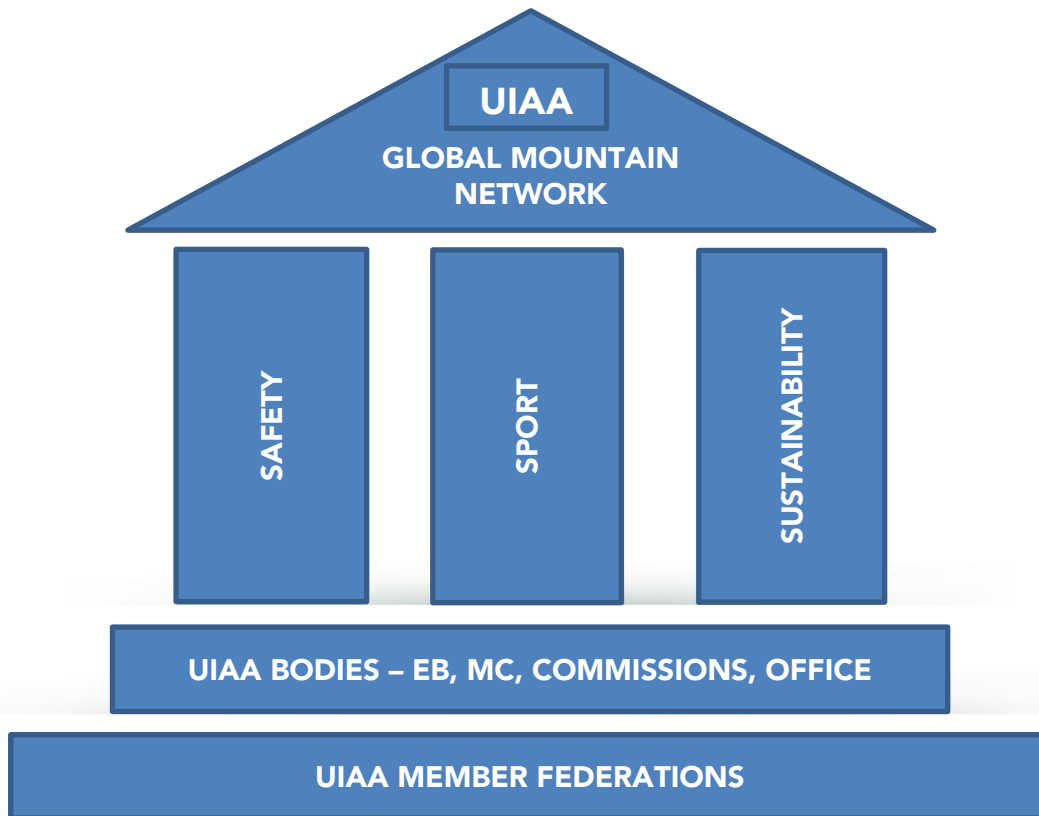 UIAA
GLOBAL MOUNTAIN
NETWORK
SAFETY
SPORT
SUSTAINABILITY
UIAA BODIES – EB, MC, COMMISSIONS, OFFICE
UIAA MEMBER FEDERATIONS